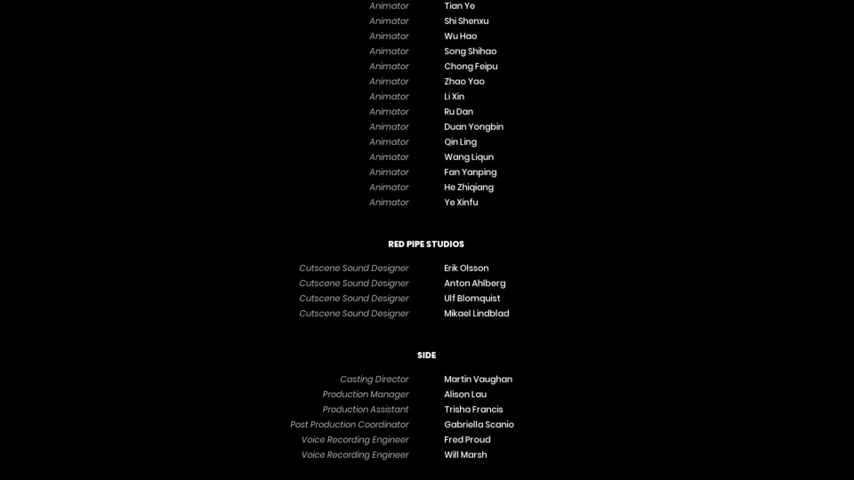 Animator Tian Ye
Animator Shi Shenxu
Animator Wu Hao
Animator Song Shihao
Animator Chong Feipu
Animator Zhao Yao
Animator Li Xin
Animator Ru Dan
Animator Duan Yongbin
Animator Qin Ling
Animator Wang Liqun
Animator Fan Yanping
Animator He Zhiqiang
Animator Ye Xinfu
RED PIPE STUDIOS
Cutscene Sound Designer Erik Olsson
Cutscene Sound Designer Anton Ahlberg
Cutscene Sound Designer Ulf Blomquist
Cutscene Sound Designer Mikael Lindblad
SIDE
Casting Director Martin Vaughan
Production Manager Alison Lau
Production Assistant Trisha Francis
Post Production Coordinator Gabriella Scanio
Voice Recording Engineer Fred Proud
Voice Recording Engineer Will Marsh